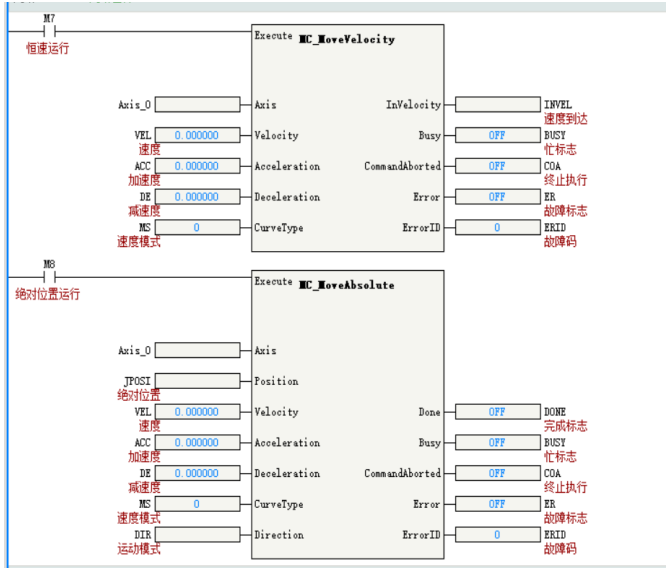 M7
恒速运行
Execute MC_MoveVelocity
Axis_0 Axis InVelocity INVEL
速度到达
VEL 0.000000 Velocity Busy OFF BUSY
速度 忙标志
ACC 0.000000 Acceleration CommandAborted OFF COA
加速度 终止执行
DE 0.000000 Deceleration Error OFF ER
减速度 故障标志
MS 0 CurveType ErrorID 0 ERID
速度模式 故障码
M8
绝对位置运行
Execute MC_MoveAbsolute
Axis_0 Axis
JPOSI Position
绝对位置
VEL 0.000000 Velocity Done OFF DONE
速度 完成标志
ACC 0.000000 Acceleration Busy OFF BUSY
加速度 忙标志
DE 0.000000 Deceleration CommandAborted OFF COA
减速度 终止执行
MS 0 CurveType Error OFF ER
速度模式 故障标志
DIR Direction ErrorID 0 ERID
运动模式 故障码